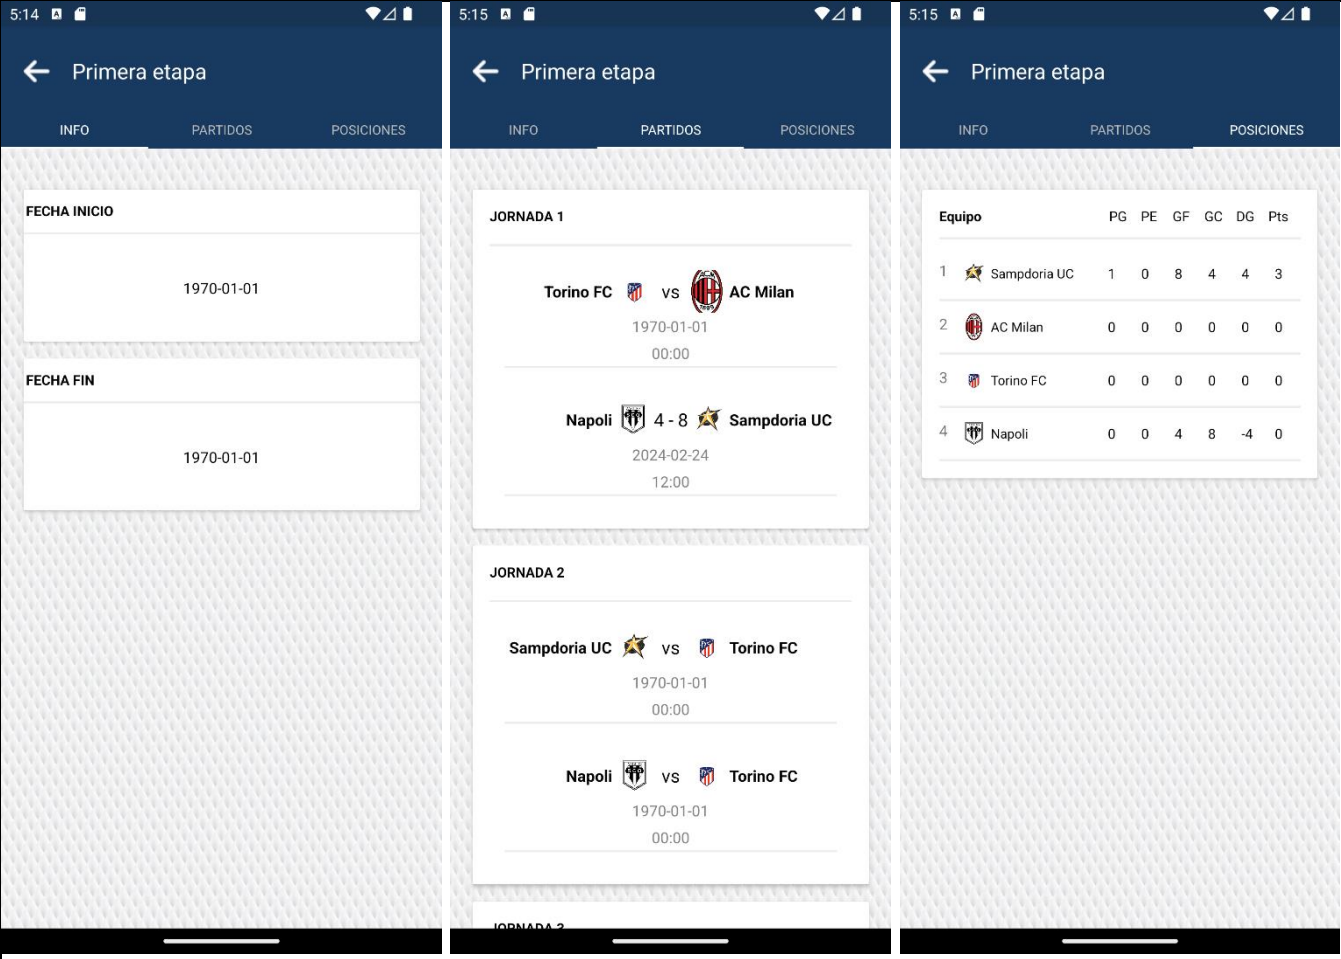 5:14
Primera etapa
INFO PARTIDOS POSICIONES
FECHA INICIO
1970-01-01
FECHA FIN
1970-01-01
5:15
Primera etapa
INFO PARTIDOS POSICIONES
JORNADA 1
Torino FC vs AC Milan
1970-01-01
00:00
Napoli 4 - 8 Sampdoria UC
2024-02-24
12:00
JORNADA 2
Sampdoria UC vs Torino FC
1970-01-01
00:00
Napoli vs Torino FC
1970-01-01
00:00
JORNADA 3
5:15
Primera etapa
INFO PARTIDOS POSICIONES
Equipo PG PE GF GC DG Pts
1 Sampdoria UC 1 0 8 4 4 3
2 AC Milan 0 0 0 0 0 0
3 Torino FC 0 0 0 0 0 0
4 Napoli 0 0 4 8 -4 0